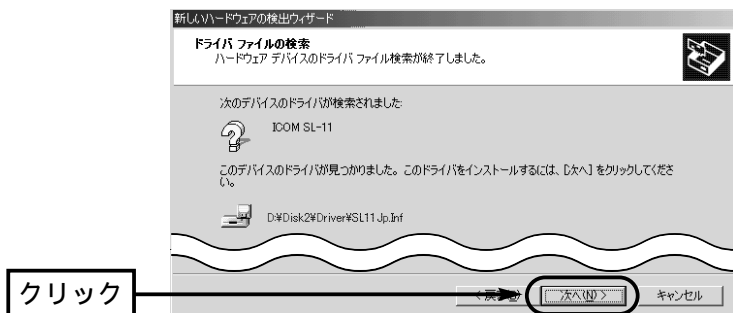 新しいハードウェアの検出ウィザード
ドライバ ファイルの検索
ハードウェア デバイスのドライバ ファイル検索が終了しました。
次のデバイスのドライバが検索されました:
ICOM SL-11
このデバイスのドライバが見つかりました。このドライバをインストールするには、[次へ] をクリックしてくださ
い。
D:¥Disk2¥Driver¥SL11Jp.Inf
クリック
次へ(N) >
キャンセル